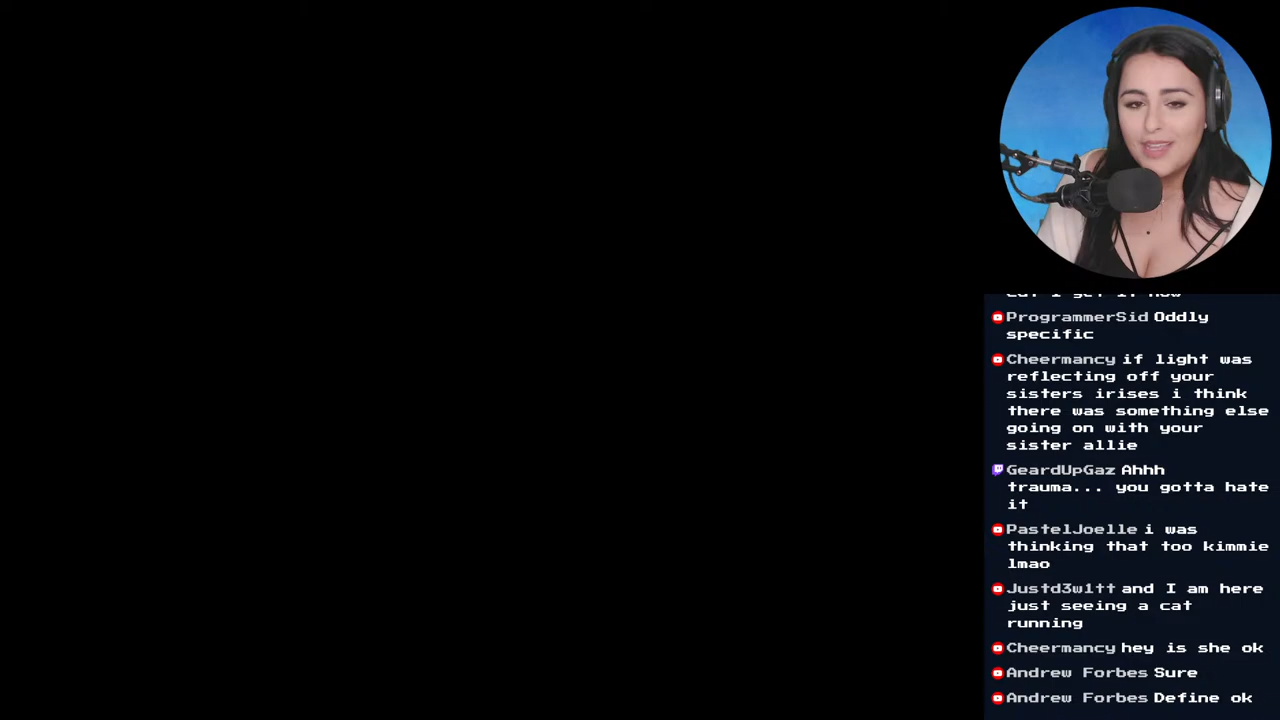 ProgrammerSid Oddly
specific
Cheermancy if light was
reflecting off your
sisters irises i think
there was something else
going on with your
sister allie
GeardUpGaz Ahhh
trauma... you gotta hate
it
PastelJoelle i was
thinking that too kimmie
lmao
Justd3w1tt and I am here
just seeing a cat
running
Cheermancy hey is she ok
Andrew Forbes Sure
Andrew Forbes Define ok